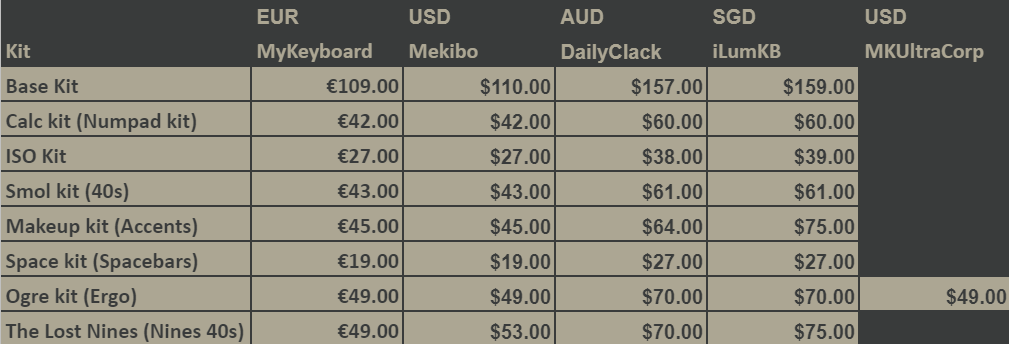 EUR USD AUD SGD USD
Kit MyKeyboard Mekibo DailyClack iLumKB MKUltraCorp
Base Kit €109.00 $110.00 $157.00 $159.00
Calc kit (Numpad kit) €42.00 $42.00 $60.00 $60.00
ISO Kit €27.00 $27.00 $38.00 $39.00
Smol kit (40s) €43.00 $43.00 $61.00 $61.00
Makeup kit (Accents) €45.00 $45.00 $64.00 $75.00
Space kit (Spacebars) €19.00 $19.00 $27.00 $27.00
Ogre kit (Ergo) €49.00 $49.00 $70.00 $70.00 $49.00
The Lost Nines (Nines 40s) €49.00 $53.00 $70.00 $75.00